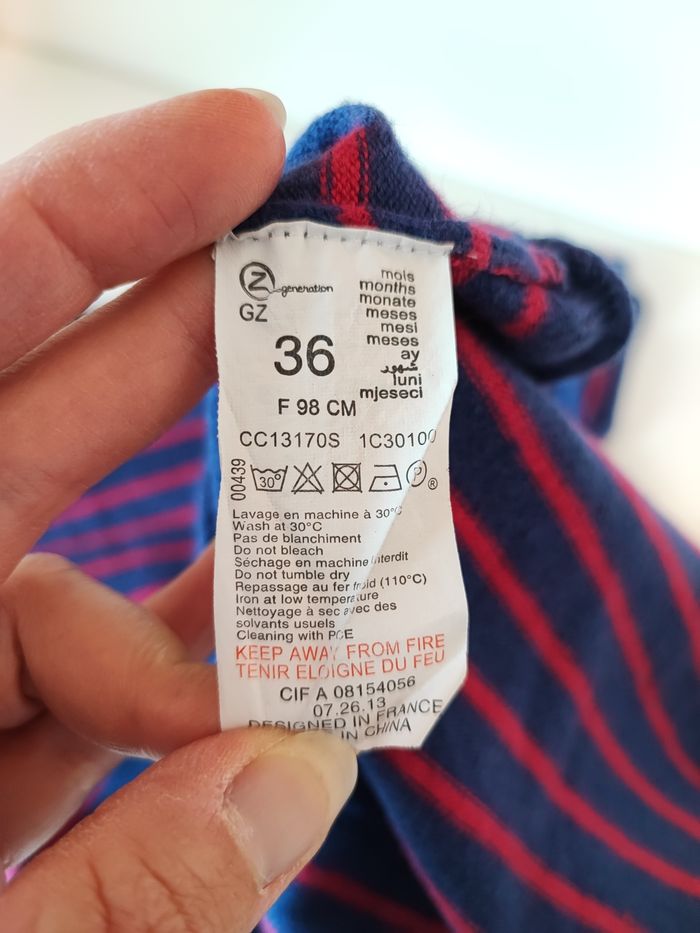 Z generation
GZ
36
mois
months
monate
meses
mesi
meses
ay
شهور
luni
mjeseci
F 98 CM
CC13170S 1C30100
00439
30° P ®
Lavage en machine à 30°C
Wash at 30°C
Pas de blanchiment
Do not bleach
Séchage en machine interdit
Do not tumble dry
Repassage au fer froid (110°C)
Iron at low temperature
Nettoyage à sec avec des
solvants usuels
Cleaning with PCE
KEEP AWAY FROM FIRE
TENIR ELOIGNE DU FEU
CIF A 08154056
07.26.13
DESIGNED IN FRANCE
IN CHINA